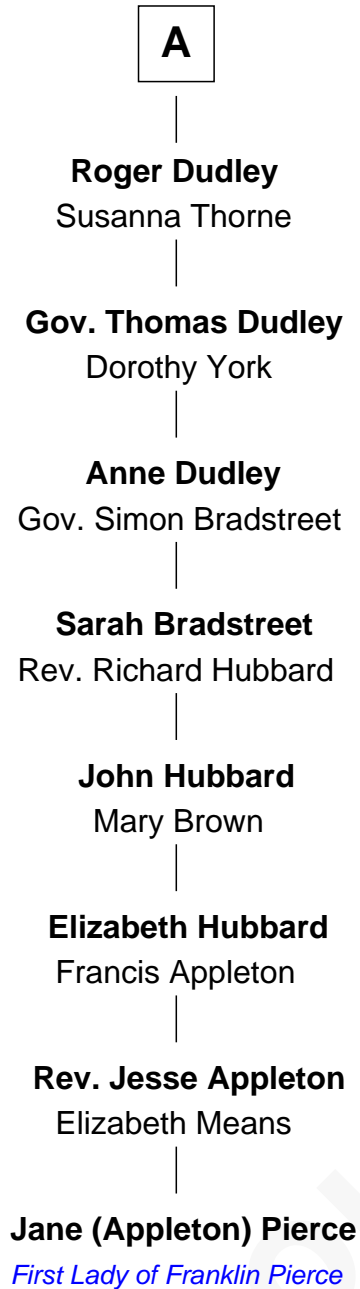 A
Roger Dudley
Susanna Thorne
Gov. Thomas Dudley
Dorothy York
Anne Dudley
Gov. Simon Bradstreet
Sarah Bradstreet
Rev. Richard Hubbard
John Hubbard
Mary Brown
Elizabeth Hubbard
Francis Appleton
Rev. Jesse Appleton
Elizabeth Means
Jane (Appleton) Pierce
First Lady of Franklin Pierce